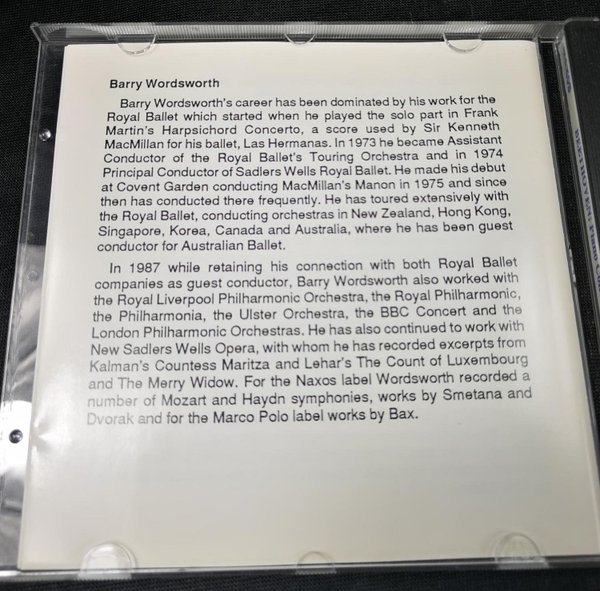 Barry Wordsworth
Barry Wordsworth's career has been dominated by his work for the
Royal Ballet which started when he played the solo part in Frank
Martin's Harpsichord Concerto, a score used by Sir Kenneth
MacMillan for his ballet, Las Hermanas. In 1973 he became Assistant
Conductor of the Royal Ballet's Touring Orchestra and in 1974
Principal Conductor of Sadlers Wells Royal Ballet. He made his debut
at Covent Garden conducting MacMillan's Manon in 1975 and since
then has conducted there frequently. He has toured extensively with
the Royal Ballet, conducting orchestras in New Zealand, Hong Kong,
Singapore, Korea, Canada and Australia, where he has been guest
conductor for Australian Ballet.
In 1987 while retaining his connection with both Royal Ballet
companies as guest conductor, Barry Wordsworth also worked with
the Royal Liverpool Philharmonic Orchestra, the Royal Philharmonic,
the Philharmonia, the Ulster Orchestra, the BBC Concert and the
London Philharmonic Orchestras. He has also continued to work with
New Sadlers Wells Opera, with whom he has recorded excerpts from
Kalman's Countess Maritza and Lehar's The Count of Luxembourg
and The Merry Widow. For the Naxos label Wordsworth recorded a
number of Mozart and Haydn symphonies, works by Smetana and
Dvorak and for the Marco Polo label works by Bax.